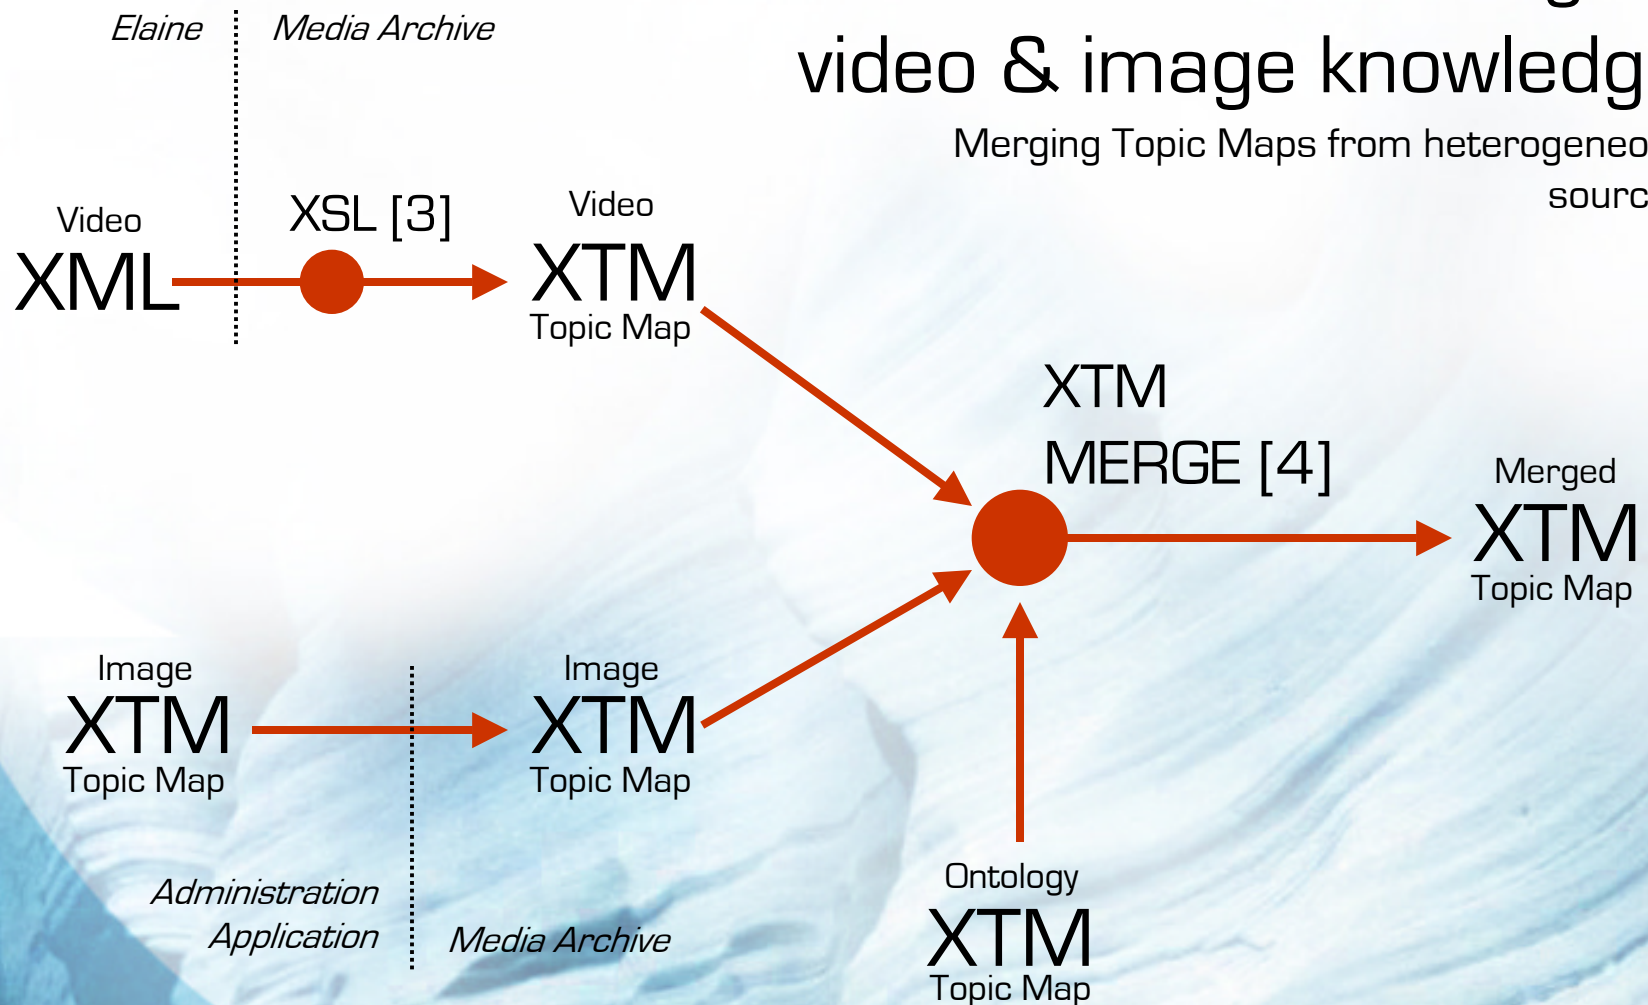 Elaine
Media Archive
video & image knowledg
Merging Topic Maps from heterogeneo
sourc
Video
XML
XSL [3]
Video
XTM
Topic Map
XTM
MERGE [4]
Merged
XTM
Topic Map
Image
XTM
Topic Map
Image
XTM
Topic Map
Administration
Application
Media Archive
Ontology
XTM
Topic Map